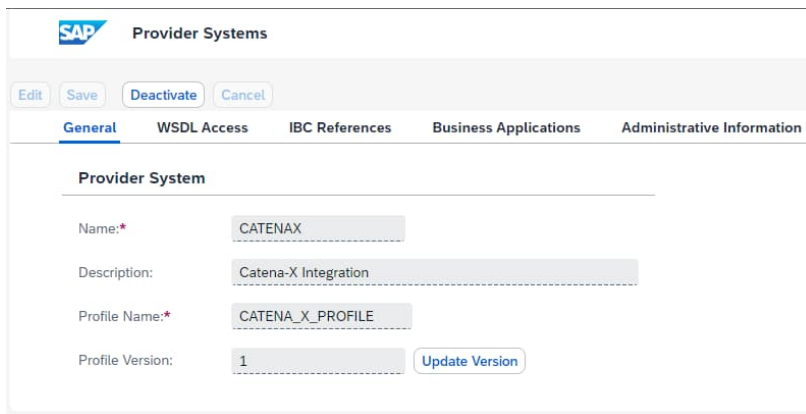 SAP Provider Systems
Edit Save Deactivate Cancel
General WSDL Access IBC References Business Applications Administrative Information
Provider System
Name:* CATENAX
Description: Catena-X Integration
Profile Name:* CATENA_X_PROFILE
Profile Version: 1 Update Version